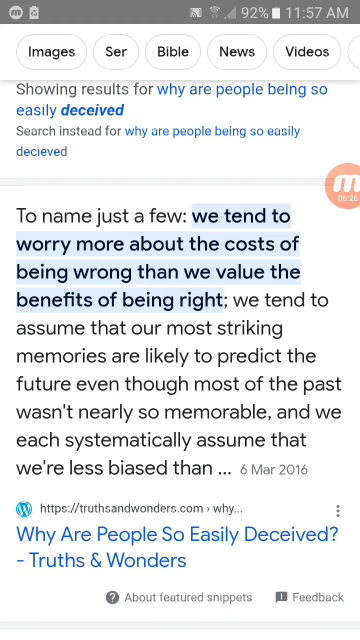 92% 11:57 AM
Images Ser Bible News Videos
Showing results for why are people being so
easily deceived
Search instead for why are people being so easily
decieved
m
06:26
To name just a few: we tend to
worry more about the costs of
being wrong than we value the
benefits of being right; we tend to
assume that our most striking
memories are likely to predict the
future even though most of the past
wasn't nearly so memorable, and we
each systematically assume that
we're less biased than ... 6 Mar 2016
https://truthsandwonders.com › why...
Why Are People So Easily Deceived?
- Truths & Wonders
About featured snippets Feedback